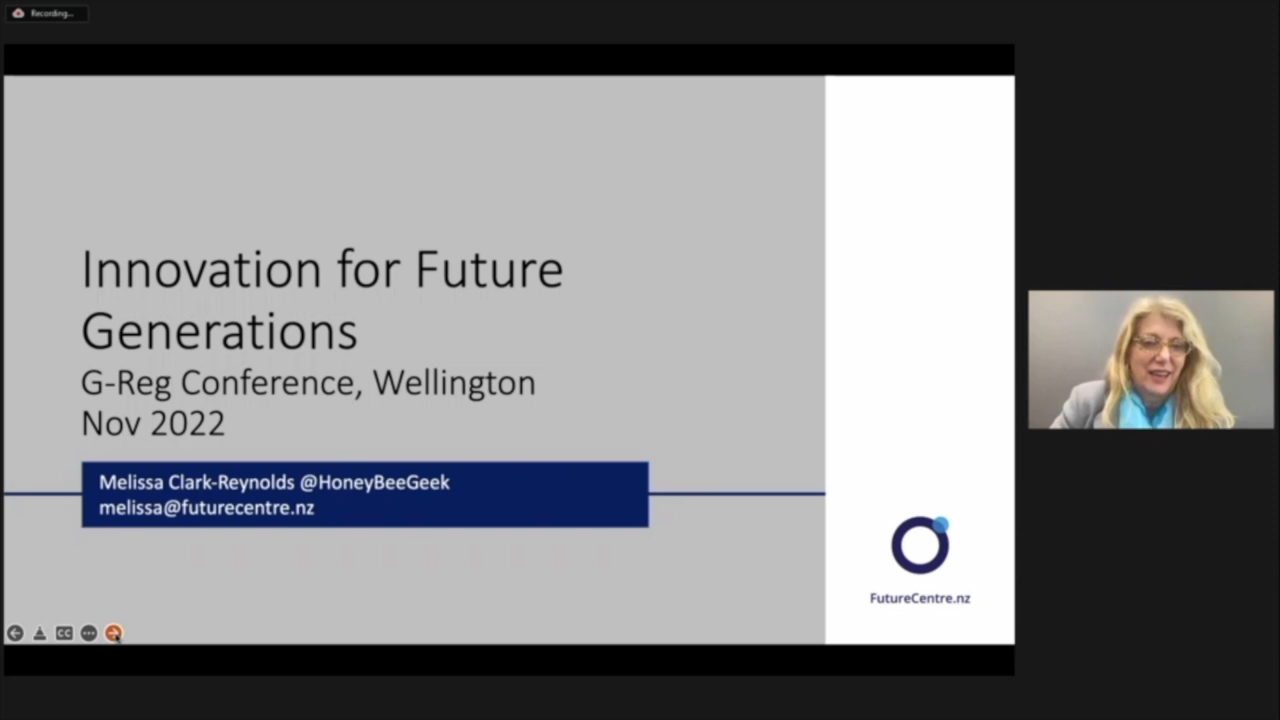 Recording...
Innovation for Future
Generations
G-Reg Conference, Wellington
Nov 2022
Melissa Clark-Reynolds @HoneyBeeGeek
melissa@futurecentre.nz
FutureCentre.nz
CC